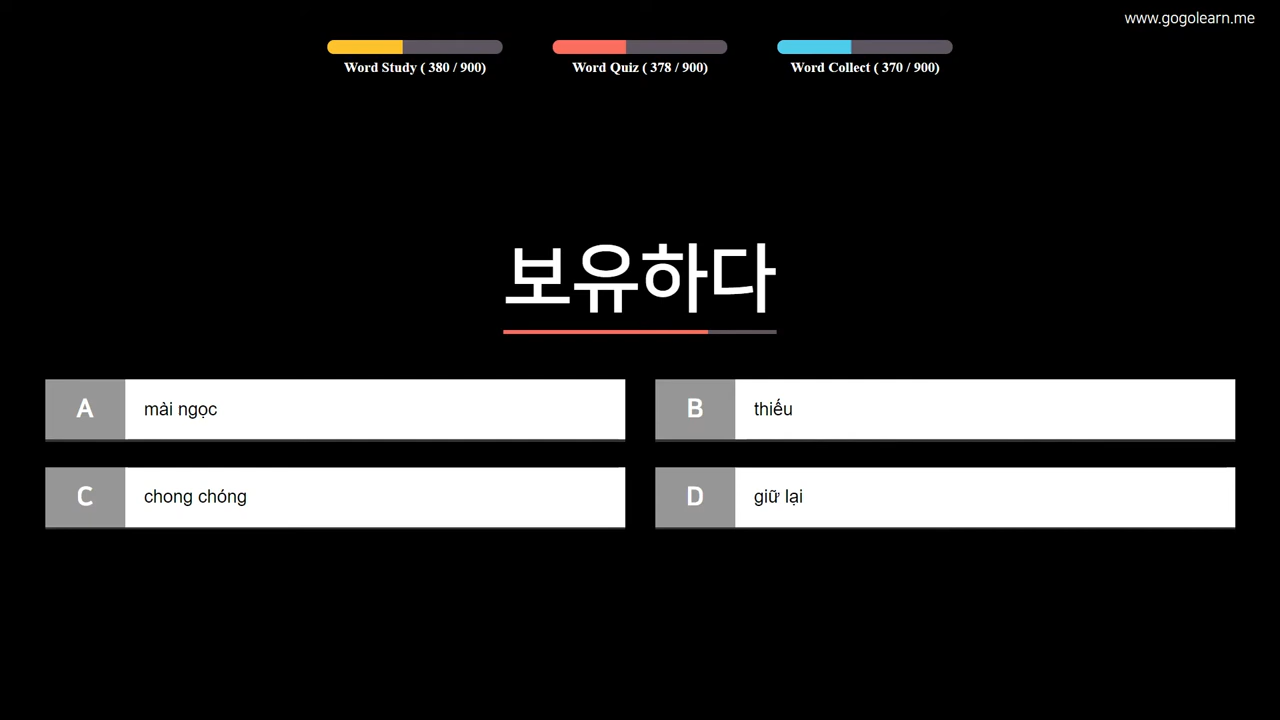 www.gogolearn.me
Word Study ( 380 / 900)
Word Quiz ( 378 / 900)
Word Collect ( 370 / 900)
보유하다
A mài ngọc
B thiếu
C chong chóng
D giữ lại